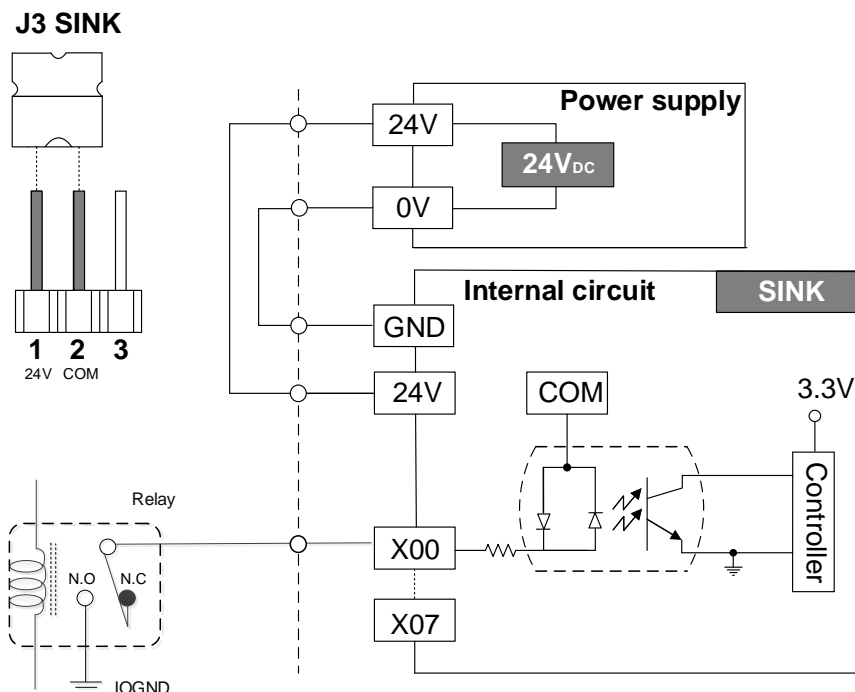 J3 SINK
1 2 3
24V COM
Power supply
24V
24VDC
0V
Internal circuit
SINK
GND
24V
COM
3.3V
Controller
Relay
N.O N.C
X00
X07
IOGND